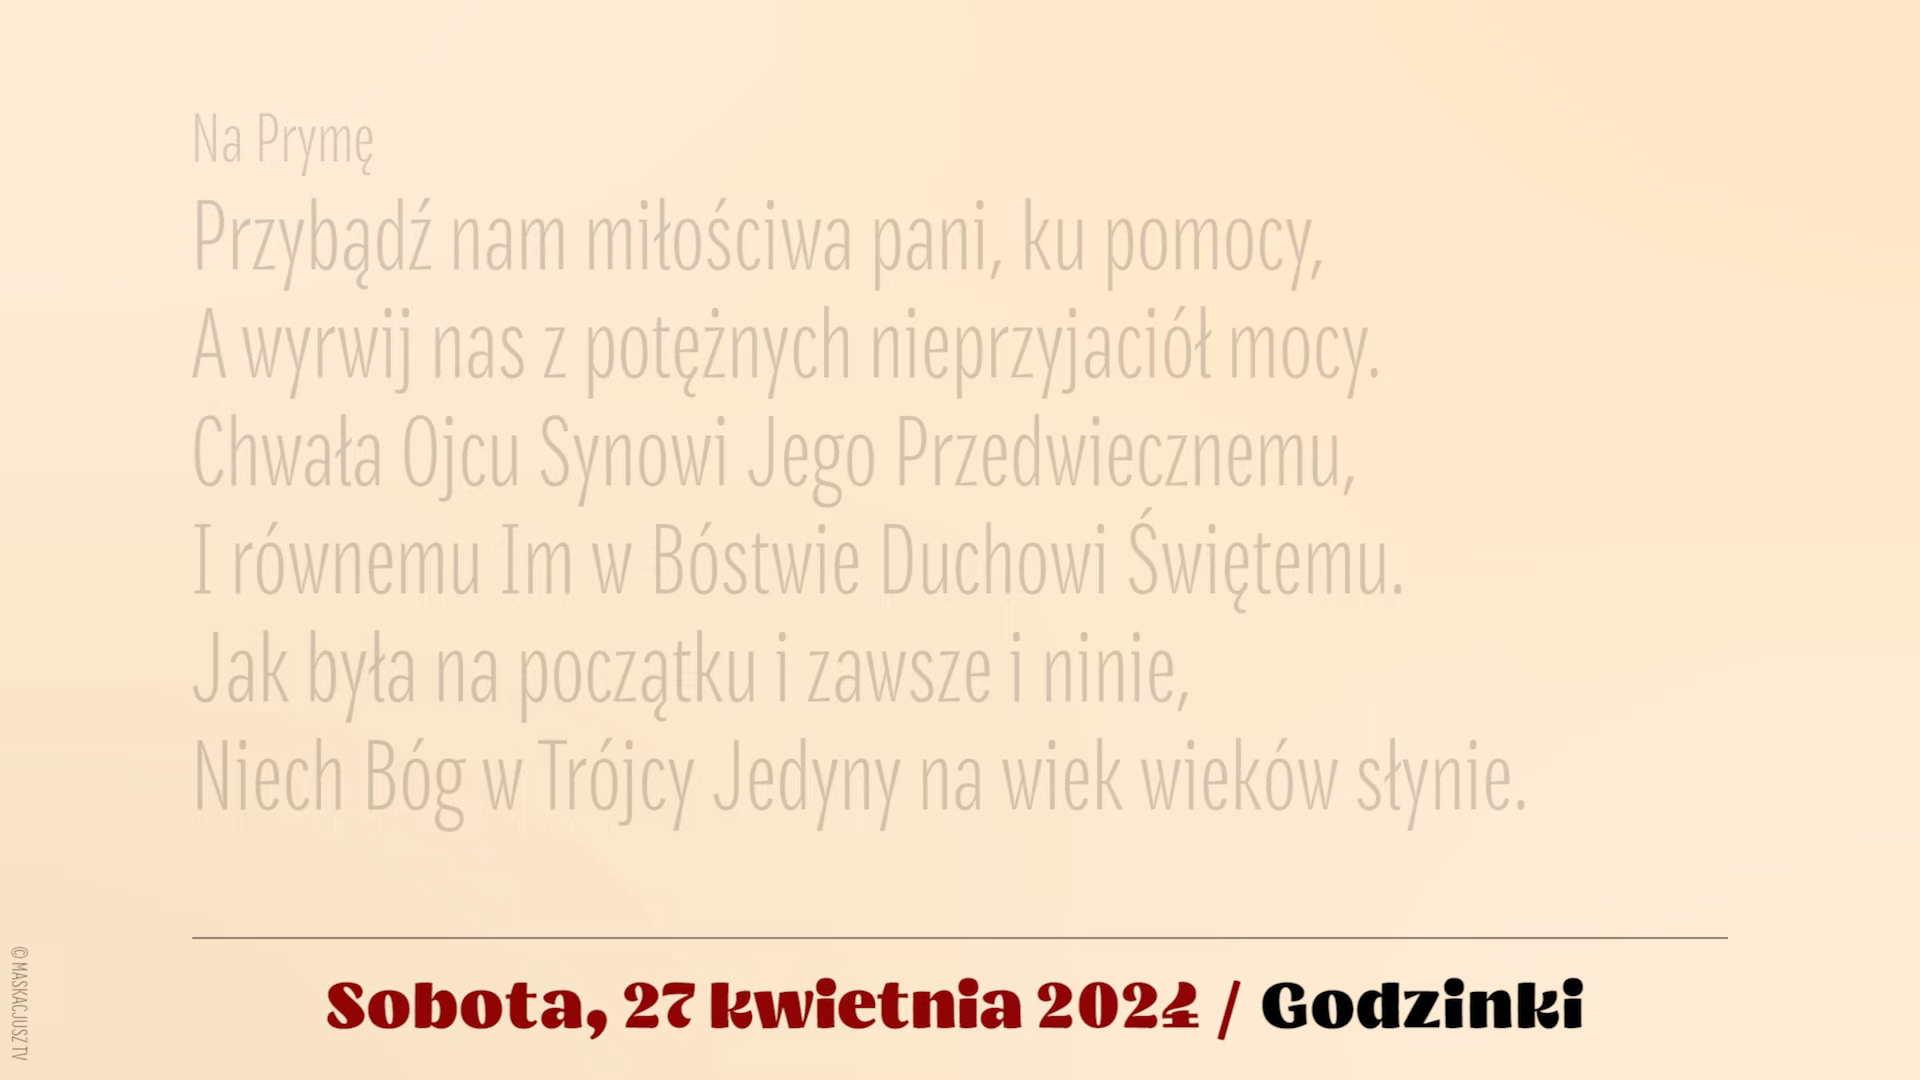 Na Prymę
Przybądź nam miłościwa pani, ku pomocy,
A wyrwij nas z potężnych nieprzyjaciół mocy.
Chwała Ojcu Synowi Jego Przedwiecznemu,
I równemu Im w Bóstwie Duchowi Świętemu.
Jak była na początku i zawsze i ninie,
Niech Bóg w Trójcy Jedyny na wiek wieków słynie.
Sobota, 27 kwietnia 2024 / Godzinki
© MASKACJUSZ TV